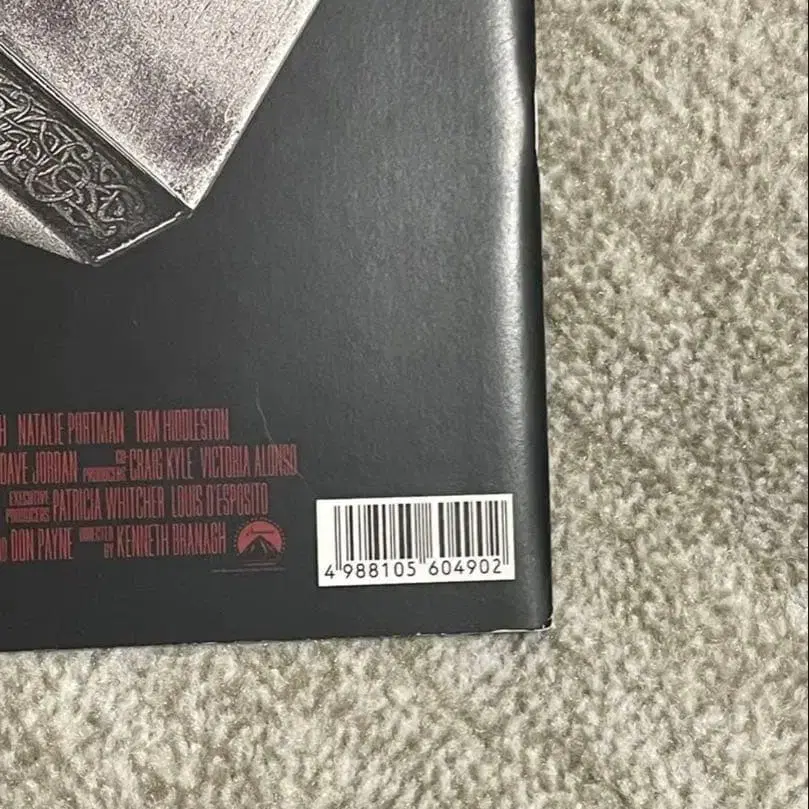 H NATALIE PORTMAN TOM HIDDLESTON
DAVE JORDAN CO-PRODUCERS CRAIG KYLE VICTORIA ALONSO
EXECUTIVE PRODUCERS PATRICIA WHITCHER LOUIS D'ESPOSITO
DON PAYNE DIRECTED BY KENNETH BRANAGH
4 988105 604902